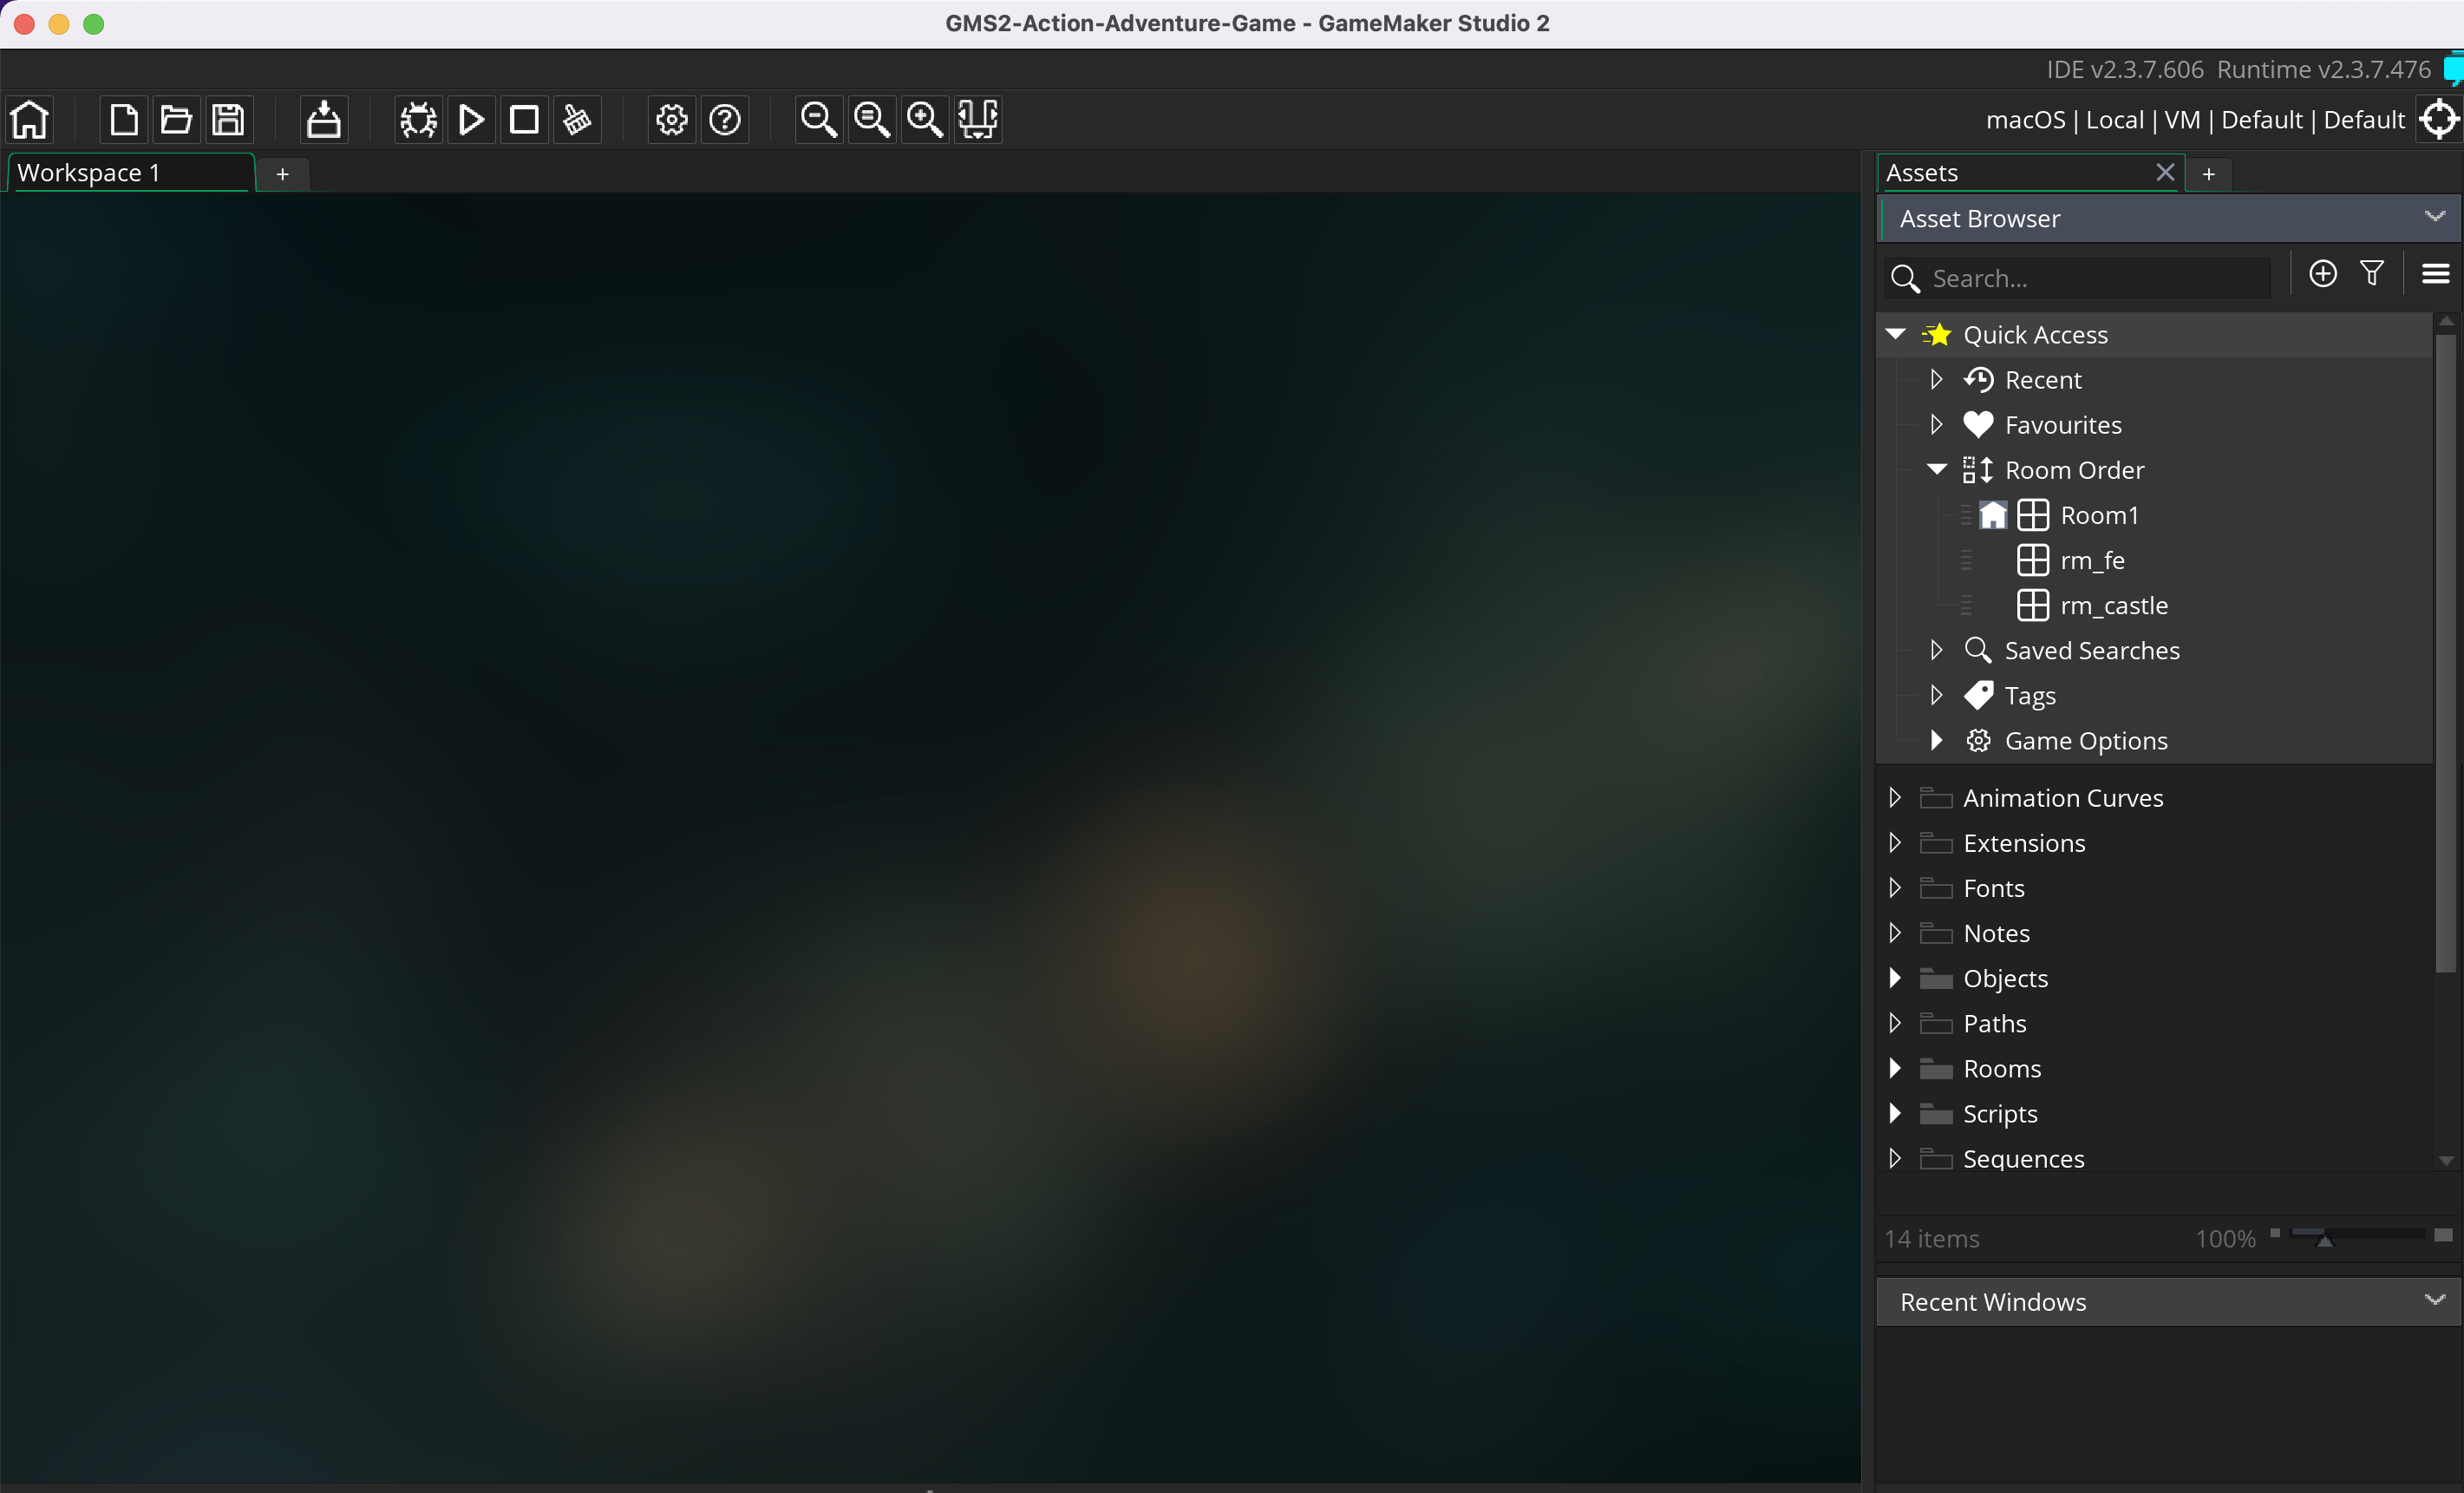 GMS2-Action-Adventure-Game - GameMaker Studio 2
IDE v2.3.7.606 Runtime v2.3.7.476
macOS | Local | VM | Default | Default
Workspace 1
+
Assets
+
Asset Browser
Search...
Quick Access
Recent
Favourites
Room Order
Room1
rm_fe
rm_castle
Saved Searches
Tags
Game Options
Animation Curves
Extensions
Fonts
Notes
Objects
Paths
Rooms
Scripts
Sequences
14 items 100%
Recent Windows